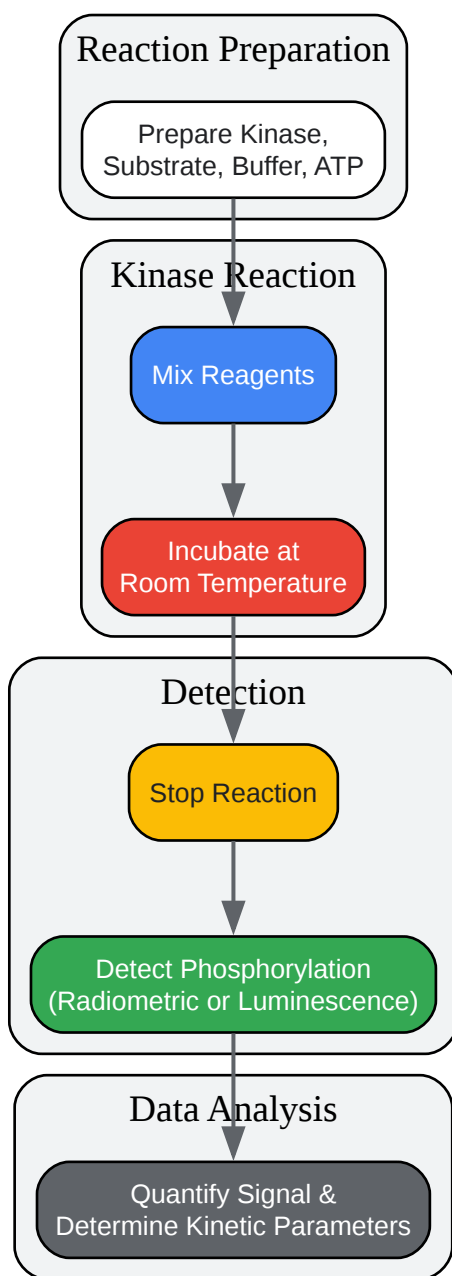 Reaction Preparation
Prepare Kinase,
Substrate, Buffer, ATP
Kinase Reaction
Mix Reagents
Incubate at
Room Temperature
Detection
Stop Reaction
Detect Phosphorylation
(Radiometric or Luminescence)
Data Analysis
Quantify Signal &
Determine Kinetic Parameters